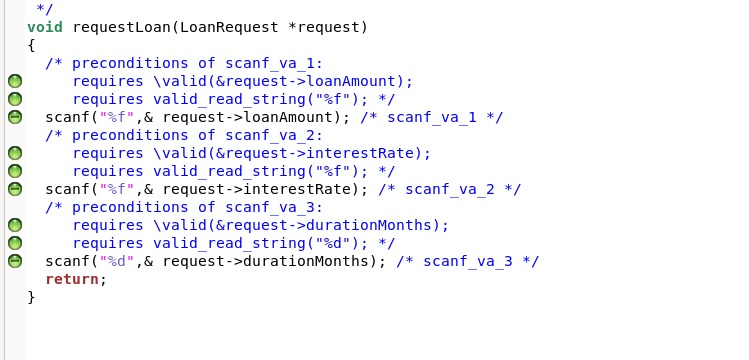 */
void requestLoan(LoanRequest *request)
{
/* preconditions of scanf_va_1:
requires \valid(&request->loanAmount);
requires valid_read_string("%f"); */
scanf("%f",& request->loanAmount); /* scanf_va_1 */
/* preconditions of scanf_va_2:
requires \valid(&request->interestRate);
requires valid_read_string("%f"); */
scanf("%f",& request->interestRate); /* scanf_va_2 */
/* preconditions of scanf_va_3:
requires \valid(&request->durationMonths);
requires valid_read_string("%d"); */
scanf("%d",& request->durationMonths); /* scanf_va_3 */
return;
}